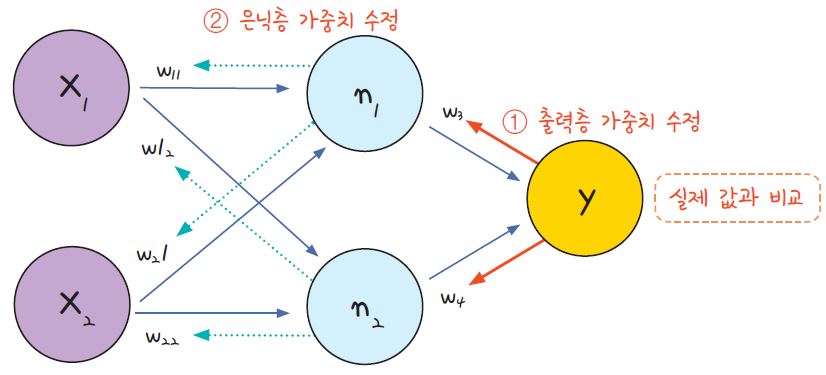 ② 은닉층 가중치 수정
x₁
w₁₁
n₁
w₃
① 출력층 가중치 수정
w₁₂
y
실제 값과 비교
w₂₁
x₂
n₂
w₄
w₂₂